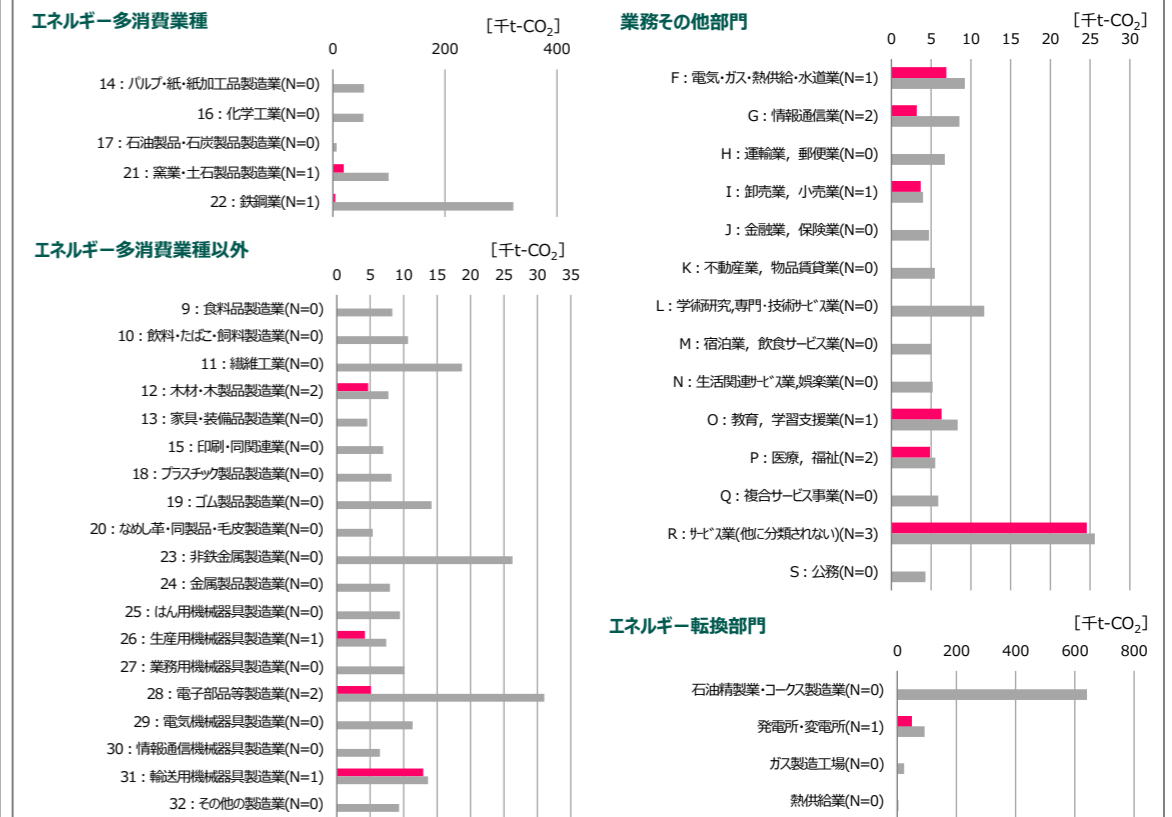 エネルギー多消費業種
[千t-CO2]
0 200 400
14：パルプ・紙・紙加工品製造業(N=0)
16：化学工業(N=0)
17：石油製品・石炭製品製造業(N=0)
21：窯業・土石製品製造業(N=1)
22：鉄鋼業(N=1)
エネルギー多消費業種以外
[千t-CO2]
0 5 10 15 20 25 30 35
9：食料品製造業(N=0)
10：飲料・たばこ・飼料製造業(N=0)
11：繊維工業(N=0)
12：木材・木製品製造業(N=2)
13：家具・装備品製造業(N=0)
15：印刷・同関連業(N=0)
18：プラスチック製品製造業(N=0)
19：ゴム製品製造業(N=0)
20：なめし革・同製品・毛皮製造業(N=0)
23：非鉄金属製造業(N=0)
24：金属製品製造業(N=0)
25：はん用機械器具製造業(N=0)
26：生産用機械器具製造業(N=1)
27：業務用機械器具製造業(N=0)
28：電子部品等製造業(N=2)
29：電気機械器具製造業(N=0)
30：情報通信機械器具製造業(N=0)
31：輸送用機械器具製造業(N=1)
32：その他の製造業(N=0)
業務その他部門
[千t-CO2]
0 5 10 15 20 25 30
F：電気・ガス・熱供給・水道業(N=1)
G：情報通信業(N=2)
H：運輸業，郵便業(N=0)
I：卸売業，小売業(N=1)
J：金融業，保険業(N=0)
K：不動産業，物品賃貸業(N=0)
L：学術研究,専門・技術サービス業(N=0)
M：宿泊業，飲食サービス業(N=0)
N：生活関連サービス業,娯楽業(N=0)
O：教育，学習支援業(N=1)
P：医療，福祉(N=2)
Q：複合サービス事業(N=0)
R：サービス業(他に分類されない)(N=3)
S：公務(N=0)
エネルギー転換部門
[千t-CO2]
0 200 400 600 800
石油精製業・コークス製造業(N=0)
発電所・変電所(N=1)
ガス製造工場(N=0)
熱供給業(N=0)